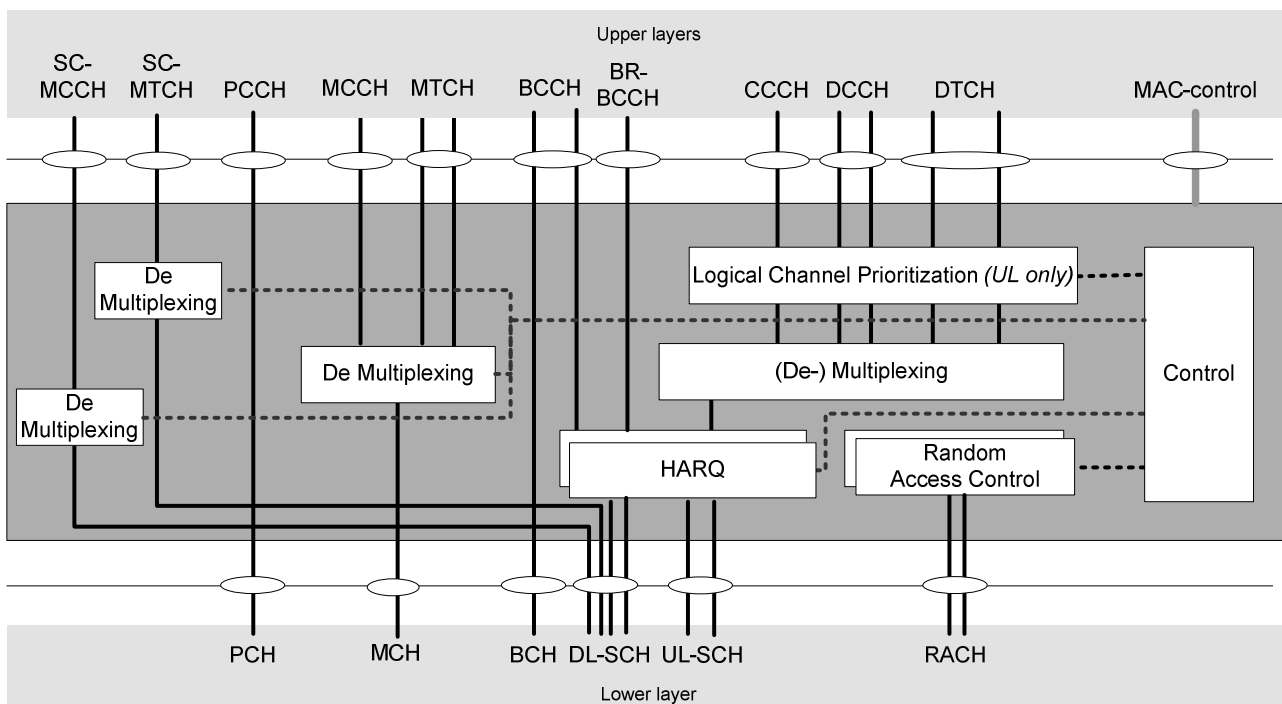 Upper layers
SC-
MCCH
SC-
MTCH
PCCH
MCCH
MTCH
BCCH
BR-
BCCH
CCCH
DCCH
DTCH
MAC-control
De
Multiplexing
Logical Channel Prioritization (UL only)
De Multiplexing
(De-) Multiplexing
Control
De
Multiplexing
HARQ
Random
Access Control
PCH
MCH
BCH
DL-SCH
UL-SCH
RACH
Lower layer